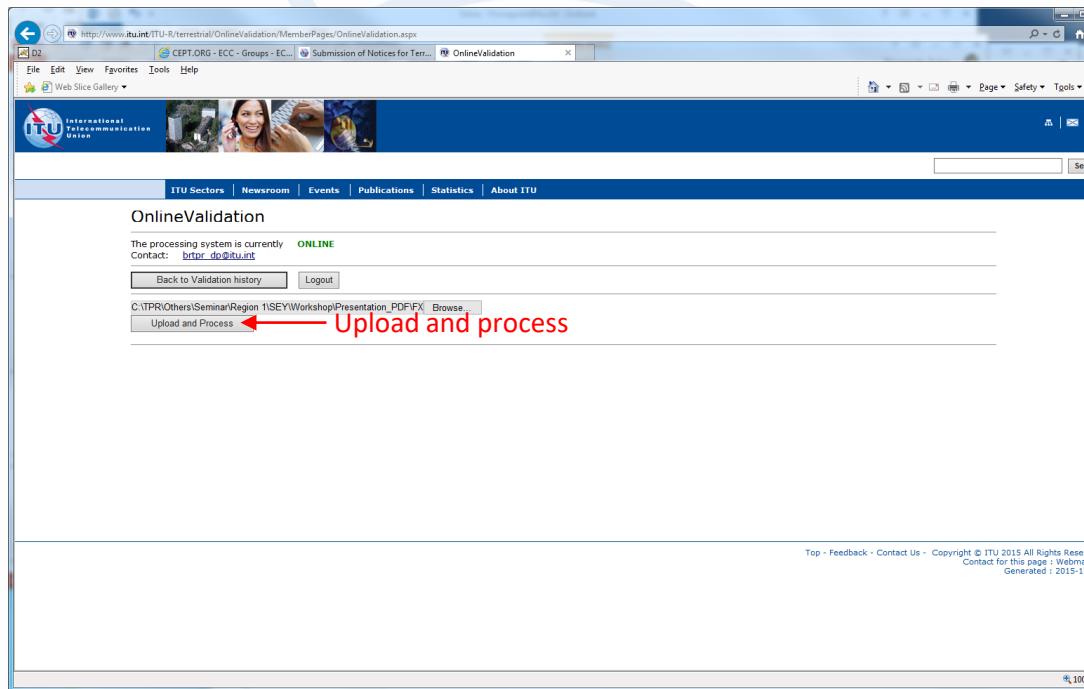 http://www.itu.int/ITU-R/terrestrial/OnlineValidation/MemberPages/OnlineValidation.aspx
D2 CEPT.ORG - ECC - Groups - EC... Submission of Notices for Terr... OnlineValidation ×
File Edit View Favorites Tools Help
Web Slice Gallery Page Safety Tools
International
Telecommunication
Union
ITU
Se
ITU Sectors | Newsroom | Events | Publications | Statistics | About ITU
OnlineValidation
The processing system is currently ONLINE
Contact: brtpr_dp@itu.int
Back to Validation history Logout
C:\TPR\Others\Seminar\Region 1\SEY\Workshop\Presentation_PDF\FX Browse...
Upload and Process Upload and process
Top - Feedback - Contact Us - Copyright © ITU 2015 All Rights Rese
Contact for this page : Webma
Generated : 2015-1
100